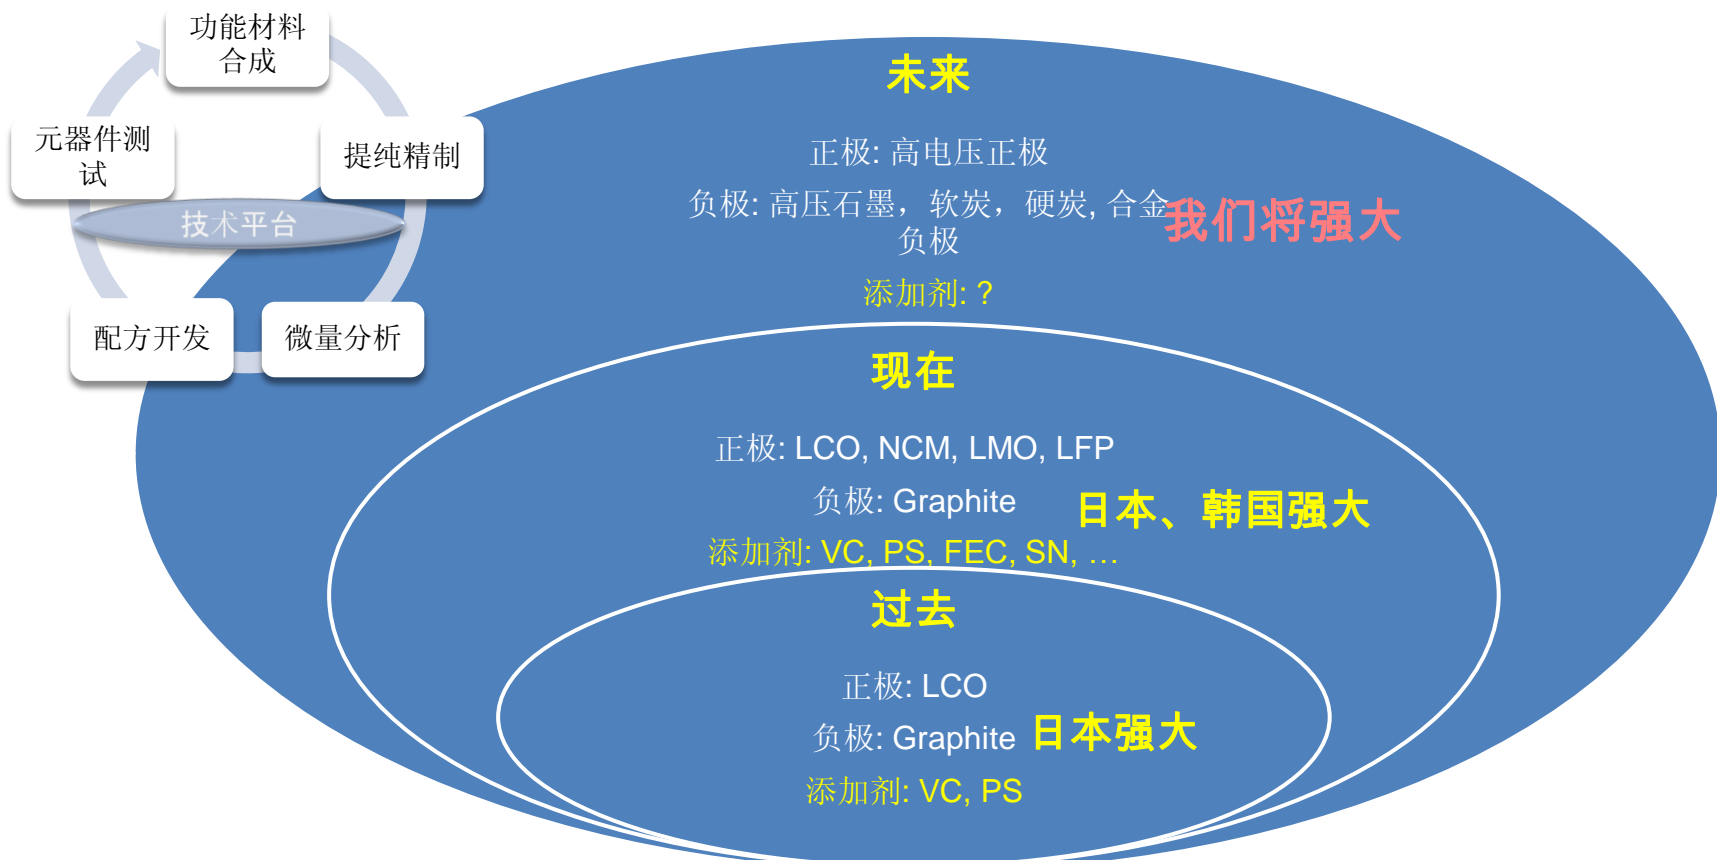 功能材料
合成
提纯精制
微量分析
配方开发
元器件测
试
技术平台
未来
正极: 高电压正极
负极: 高压石墨，软炭，硬炭, 合金
负极
我们将强大
添加剂: ?
现在
正极: LCO, NCM, LMO, LFP
负极: Graphite
日本、韩国强大
添加剂: VC, PS, FEC, SN, …
过去
正极: LCO
负极: Graphite
日本强大
添加剂: VC, PS